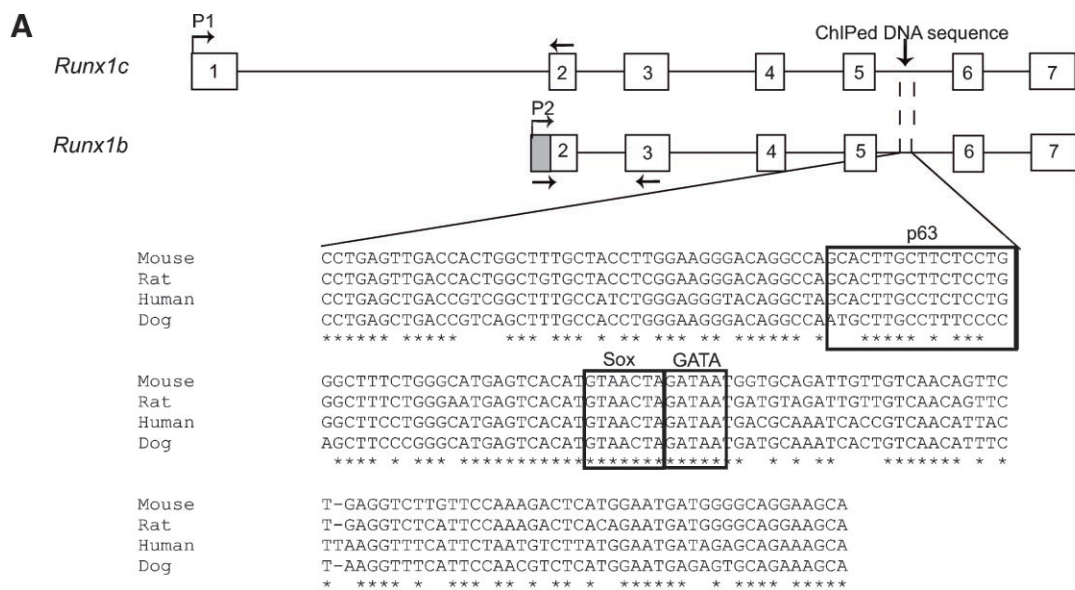 A
P1
ChIPed DNA sequence
Runx1c 1 2 3 4 5 6 7
P2
Runx1b 2 3 4 5 6 7
p63
Mouse CCTGAGTTGACCACTGGCTTTGCTACCTTGGAAGGGACAGGCCAGCACTTGCTTCTCCTG
Rat CCTGAGTTGACCACTGGCTGTGCTACCTCGGAAGGGACAGGCCAGCACTTGCTTCTCCTG
Human CCTGAGCTGACCGTCGGCTTTGCCATCTGGGAGGGTACAGGCTAGCACTTGCCTCTCCTG
Dog CCTGAGCTGACCGTCAGCTTTGCCACCTGGGAAGGGACAGGCCAATGCTTGCCTTTCCCC
****** ***** *** *** * ** *** ** ****** * ***** * ***
Sox GATA
Mouse GGCTTTCTGGGCATGAGTCACATGTAACTAGATAATGGTGCAGATTGTTGTCAACAGTTC
Rat GGCTTTCTGGGAATGAGTCACATGTAACTAGATAATGATGTAGATTGTTGTCAACAGTTC
Human GGCTTCCTGGGCATGAGTCACATGTAACTAGATAATGACGCAAATCACCGTCAACATTAC
Dog AGCTTCCCGGGCATGAGTCACATGTAACTAGATAATGATGCAAATCACTGTCAACATTTC
**** * *** ************************* * * ** ******* * *
Mouse T-GAGGTCTTGTTCCAAAGACTCATGGAATGATGGGGCAGGAAGCA
Rat T-GAGGTCTCATTCCAAAGACTCACAGAATGATGGGGCAGGAAGCA
Human TTAAGGTTTCATTCTAATGTCTTATGGAATGATAGAGCAGAAAGCA
Dog T-AAGGTTTCATTCCAACGTCTCATGGAATGAGAGTGCAGAAAGCA
* **** * *** ** * ** * ****** * **** *****